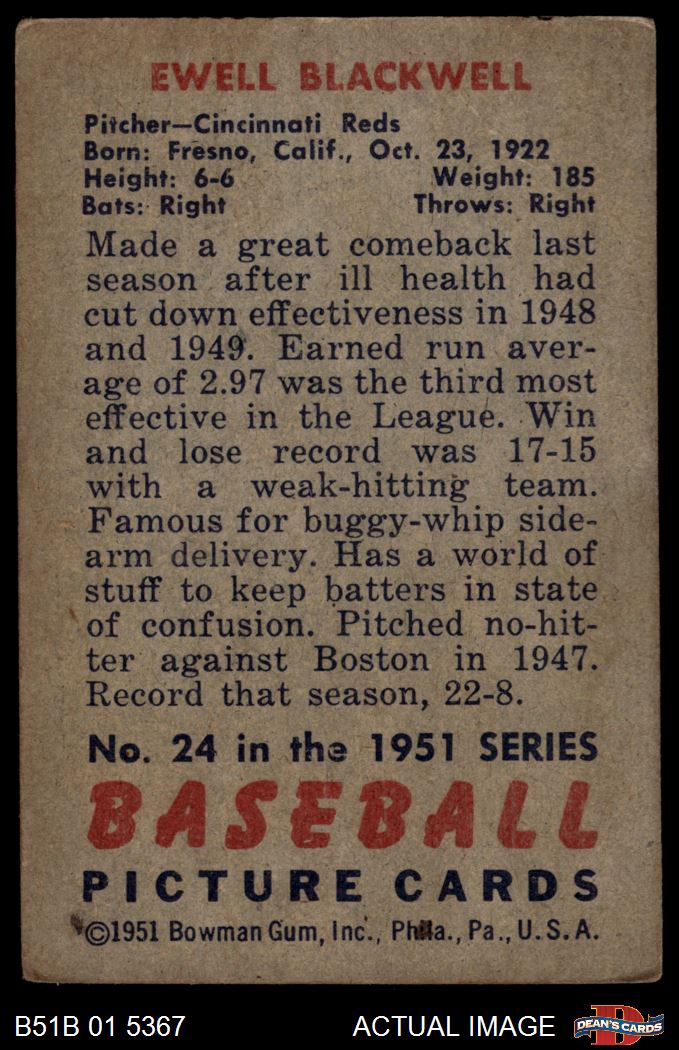 EWELL BLACKWELL
Pitcher—Cincinnati Reds
Born: Fresno, Calif., Oct. 23, 1922
Height: 6-6 Weight: 185
Bats: Right Throws: Right
Made a great comeback last
season after ill health had
cut down effectiveness in 1948
and 1949. Earned run aver-
age of 2.97 was the third most
effective in the League. Win
and lose record was 17-15
with a weak-hitting team.
Famous for buggy-whip side-
arm delivery. Has a world of
stuff to keep batters in state
of confusion. Pitched no-hit-
ter against Boston in 1947.
Record that season, 22-8.
No. 24 in the 1951 SERIES
BASEBALL
PICTURE CARDS
©1951 Bowman Gum, Inc., Phila., Pa., U.S.A.
B51B 01 5367 ACTUAL IMAGE D DEAN'S CARDS